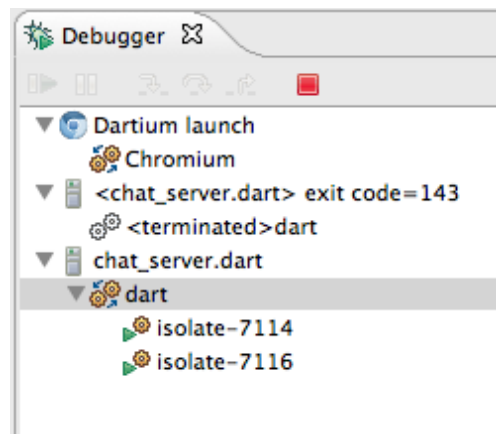 Debugger
Dartium launch
Chromium
<chat_server.dart> exit code=143
<terminated>dart
chat_server.dart
dart
isolate-7114
isolate-7116